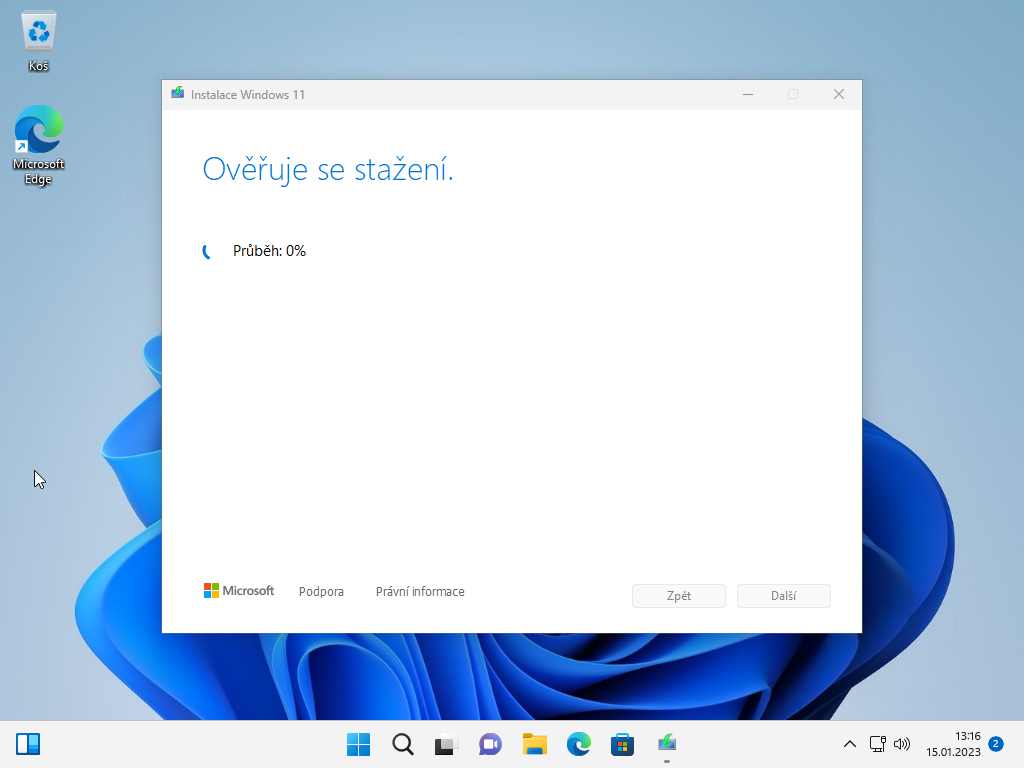 Koš
Microsoft
Edge
Instalace Windows 11
Ověřuje se stažení.
Průběh: 0%
Microsoft
Podpora
Právní informace
Zpět
Další
13:16
15.01.2023
2